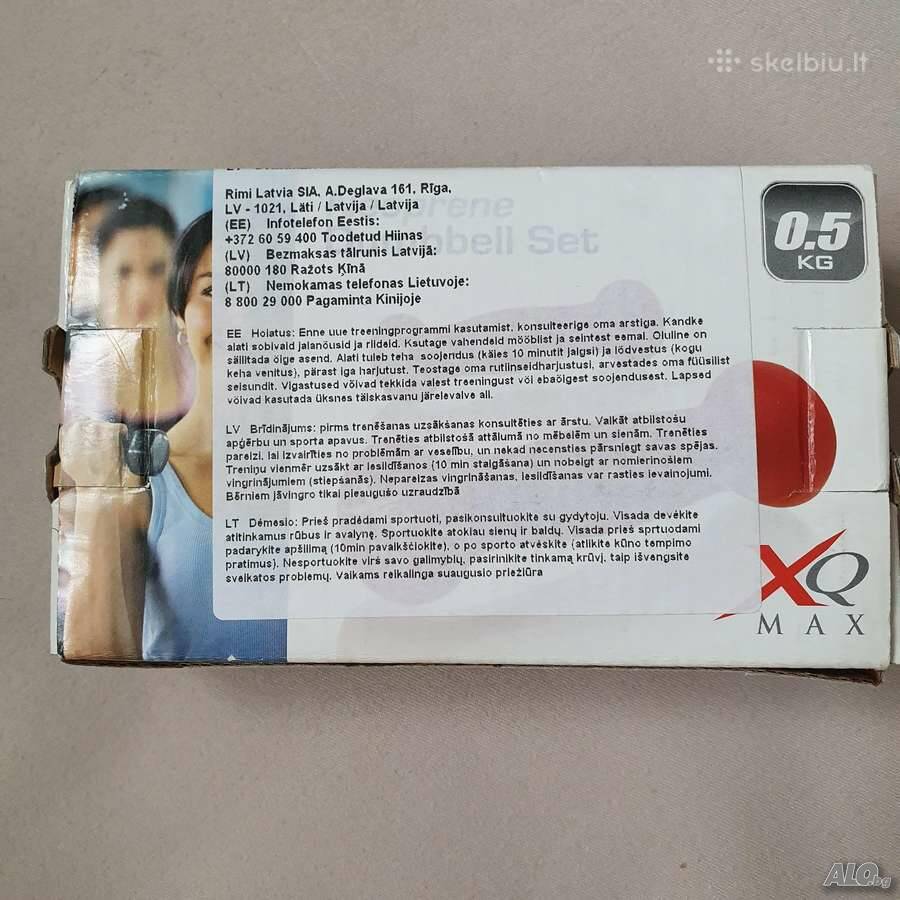 skelbiu.lt
Rimi Latvia SIA, A.Deglava 161, Rīga,
LV - 1021, Läti / Latvija / Latvija
(EE) Infotelefon Eestis:
+372 60 59 400 Toodetud Hiinas
(LV) Bezmaksas tālrunis Latvijā:
80000 180 Ražots Ķīnā
(LT) Nemokamas telefonas Lietuvoje:
8 800 29 000 Pagaminta Kinijoje
prene
bbell Set
0.5
KG
EE Hoiatus: Enne uue treeningprogrammi kasutamist, konsulteerige oma arstiga. Kandke
alati sobivaid jalanõusid ja riideid. Ksutage vahendeid mööblist ja seintest eemal. Oluline on
säilitada õige asend. Alati tuleb teha soojendus (käies 10 minutit jalgsi) ja lõdvestus (kogu
keha venitus), pärast iga harjutust. Teostage oma rutiinseidharjustusi, arvestades oma füüsilist
seisundit. Vigastused võivad tekkida valest treeningust või ebaõlgest soojendusest. Lapsed
võivad kasutada üksnes täiskasvanu järelevalve all.
LV Brīdinājums: pirms trenēšanas uzsākšanas konsultēties ar ārstu. Valkāt atbilstošu
apģērbu un sporta apavus. Trenēties atbilstošā attālumā no mēbelēm un sienām. Trenēties
pareizi, lai izvairīties no problēmām ar veselību, un nekad necensties pārsniegt savas spējas.
Treniņu vienmēr uzsākt ar iesildīšanos (10 min staigāšana) un nobeigt ar nomierinošiem
vingrinājumiem (stiepšanās). Nepareizas vingrināšanas, iesildīšanas var rasties ievainojumi.
Bērniem jāvingro tikai pieaugušo uzraudzībā
LT Dėmesio: Prieš pradėdami sportuoti, pasikonsultuokite su gydytoju. Visada devėkite
atitinkamus rūbus ir avalynę. Sportuokite atokiau sienų ir baldų. Visada prieš sprtuodami
padarykite apšilimą (10min pavaikščiokite), o po sporto atvėskite (atlikite kūno tempimo
pratimus). Nesportuokite virš savo galimybių, pasirinikite tinkamą krūvį, taip išvengsite
sveikatos problemų. Vaikams reikalinga suaugusio priežiūra
XQ
MAX
ALO.bg